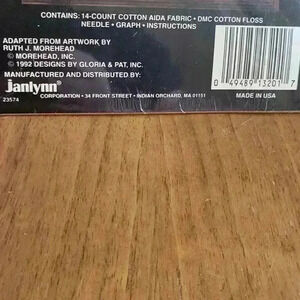 CONTAINS: 14-COUNT COTTON AIDA FABRIC • DMC COTTON FLOSS
NEEDLE • GRAPH • INSTRUCTIONS
ADAPTED FROM ARTWORK BY
RUTH J. MOREHEAD
© MOREHEAD, INC.
© 1992 DESIGNS BY GLORIA & PAT, INC.
MANUFACTURED AND DISTRIBUTED BY:
janlynn
CORPORATION • 34 FRONT STREET • INDIAN ORCHARD, MA 01151
23574
0 49489 13201 7
MADE IN USA